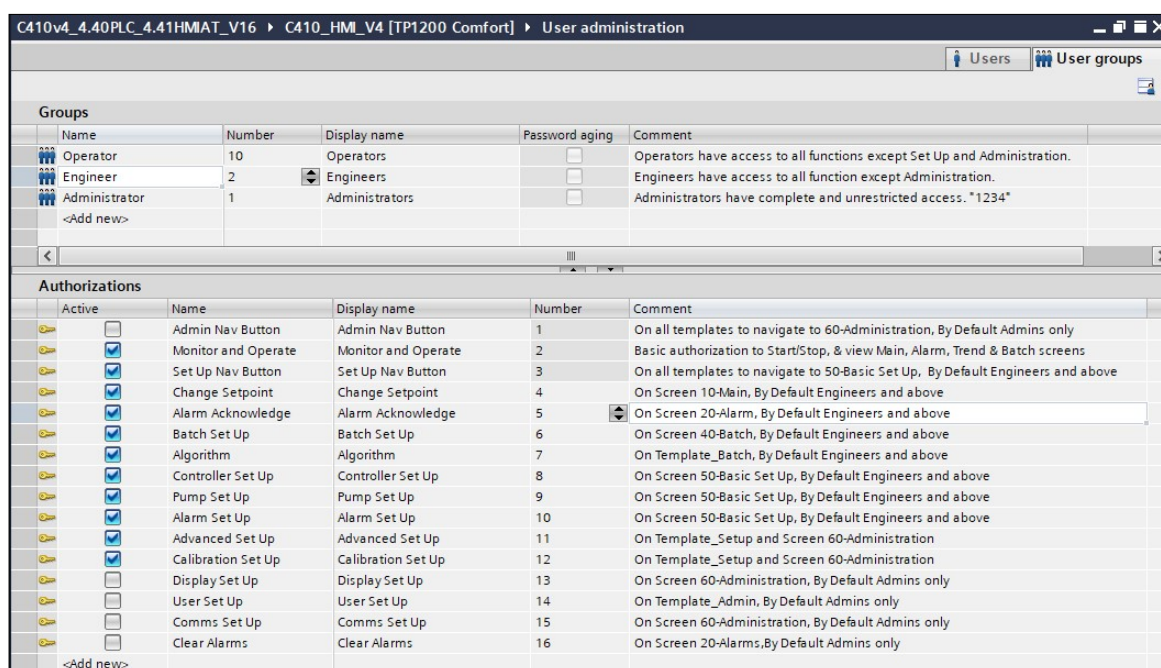 C410v4_4.40PLC_4.41HMIAT_V16 ▸ C410_HMI_V4 [TP1200 Comfort] ▸ User administration
Users User groups
Groups
Name Number Display name Password aging Comment
Operator 10 Operators Operators have access to all functions except Set Up and Administration.
Engineer 2 Engineers Engineers have access to all function except Administration.
Administrator 1 Administrators Administrators have complete and unrestricted access. "1234"
<Add new>
Authorizations
Active Name Display name Number Comment
Admin Nav Button Admin Nav Button 1 On all templates to navigate to 60-Administration, By Default Admins only
Monitor and Operate Monitor and Operate 2 Basic authorization to Start/Stop, & view Main, Alarm, Trend & Batch screens
Set Up Nav Button Set Up Nav Button 3 On all templates to navigate to 50-Basic Set Up, By Default Engineers and above
Change Setpoint Change Setpoint 4 On Screen 10-Main, By Default Engineers and above
Alarm Acknowledge Alarm Acknowledge 5 On Screen 20-Alarm, By Default Engineers and above
Batch Set Up Batch Set Up 6 On Screen 40-Batch, By Default Engineers and above
Algorithm Algorithm 7 On Template_Batch, By Default Engineers and above
Controller Set Up Controller Set Up 8 On Screen 50-Basic Set Up, By Default Engineers and above
Pump Set Up Pump Set Up 9 On Screen 50-Basic Set Up, By Default Engineers and above
Alarm Set Up Alarm Set Up 10 On Screen 50-Basic Set Up, By Default Engineers and above
Advanced Set Up Advanced Set Up 11 On Template_Setup and Screen 60-Administration
Calibration Set Up Calibration Set Up 12 On Template_Setup and Screen 60-Administration
Display Set Up Display Set Up 13 On Screen 60-Administration, By Default Admins only
User Set Up User Set Up 14 On Template_Admin, By Default Admins only
Comms Set Up Comms Set Up 15 On Screen 60-Administration, By Default Admins only
Clear Alarms Clear Alarms 16 On Screen 20-Alarms,By Default Admins only
<Add new>